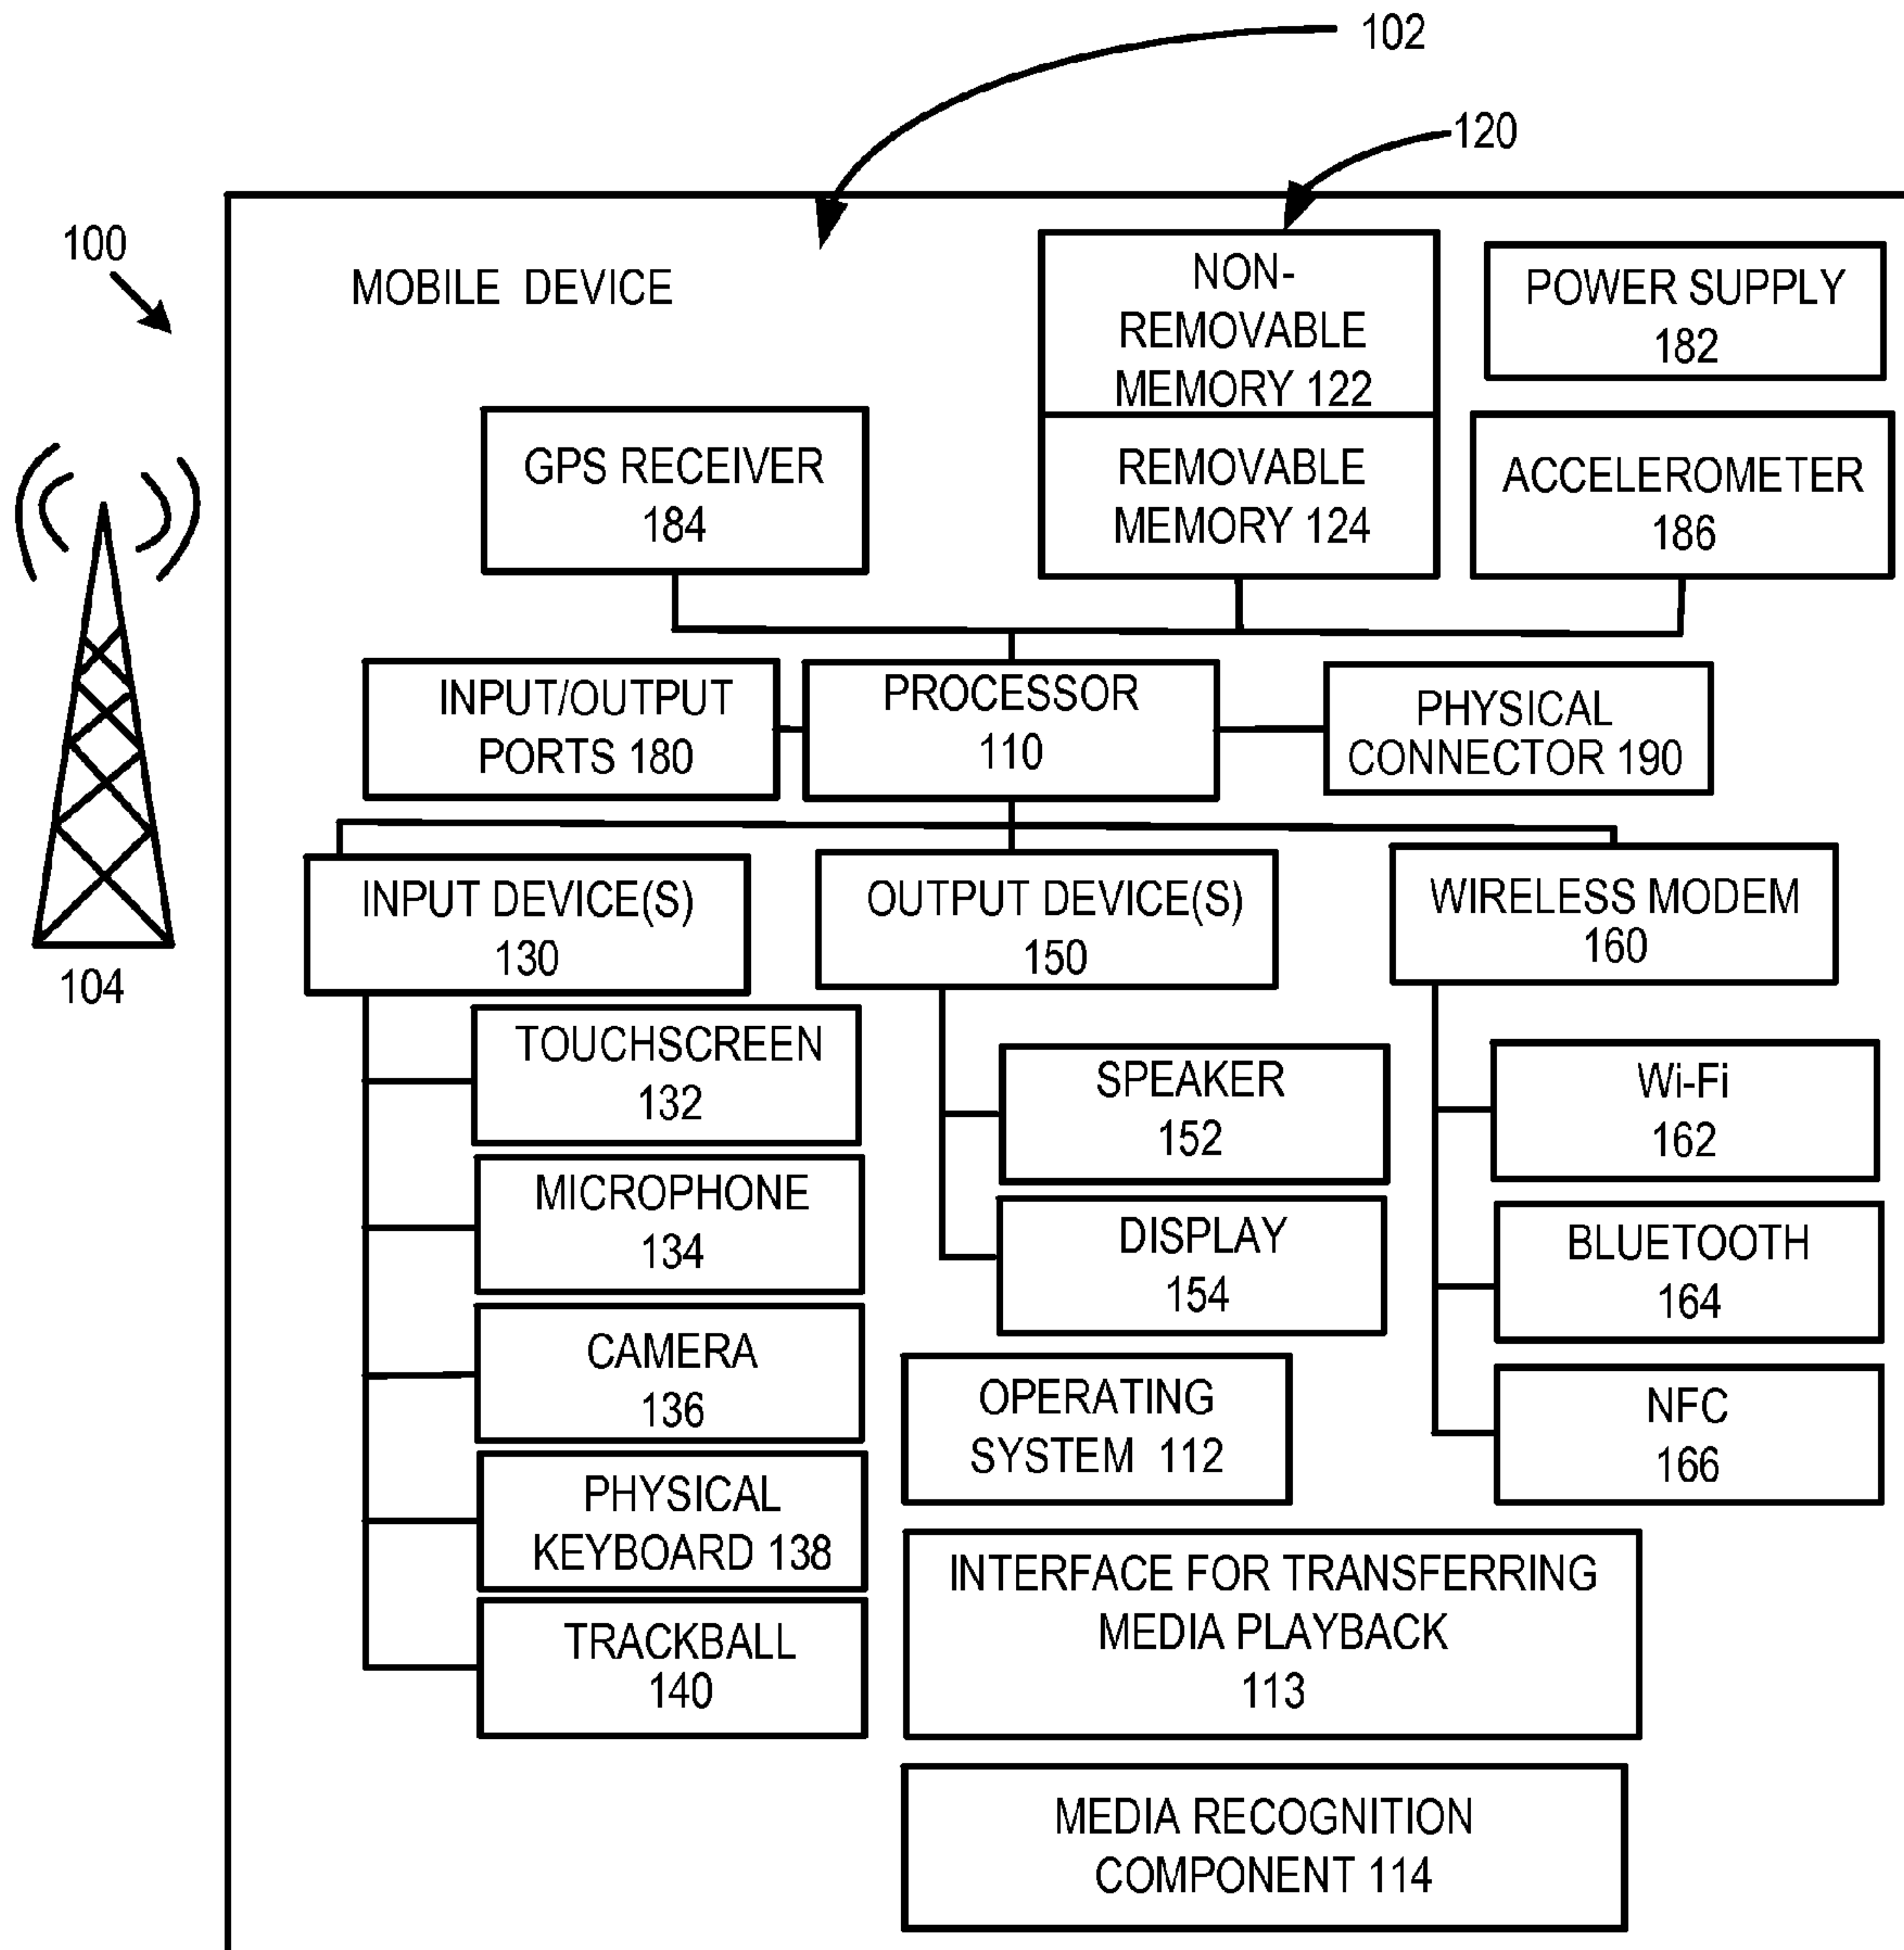 102
120
100
MOBILE DEVICE
NON-
REMOVABLE
MEMORY 122
POWER SUPPLY
182
GPS RECEIVER
184
REMOVABLE
MEMORY 124
ACCELEROMETER
186
INPUT/OUTPUT
PORTS 180
PROCESSOR
110
PHYSICAL
CONNECTOR 190
INPUT DEVICE(S)
130
OUTPUT DEVICE(S)
150
WIRELESS MODEM
160
104
TOUCHSCREEN
132
MICROPHONE
134
CAMERA
136
PHYSICAL
KEYBOARD 138
TRACKBALL
140
SPEAKER
152
DISPLAY
154
Wi-Fi
162
BLUETOOTH
164
NFC
166
OPERATING
SYSTEM 112
INTERFACE FOR TRANSFERRING
MEDIA PLAYBACK
113
MEDIA RECOGNITION
COMPONENT 114